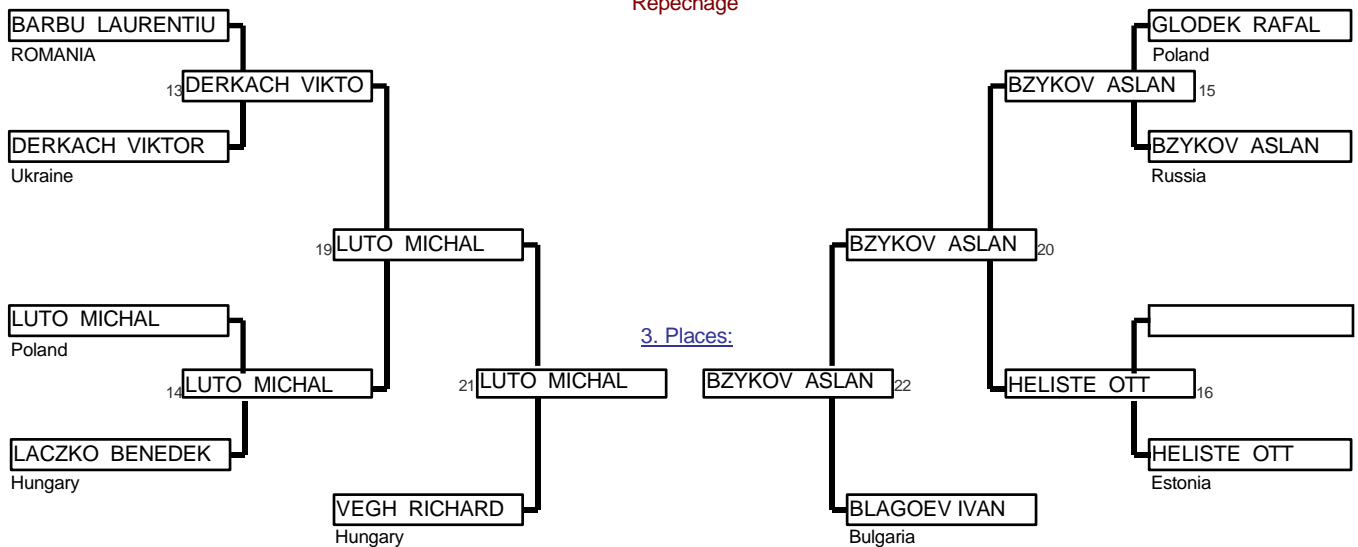 Repechage
BARBU LAURENTIU
ROMANIA
13 DERKACH VIKTO
DERKACH VIKTOR
Ukraine
19 LUTO MICHAL
LUTO MICHAL
Poland
14 LUTO MICHAL
LACZKO BENEDEK
Hungary
21 LUTO MICHAL
VEGH RICHARD
Hungary
3. Places:
GLODEK RAFAL
Poland
BZYKOV ASLAN 15
BZYKOV ASLAN
Russia
BZYKOV ASLAN 20
BZYKOV ASLAN 22
HELISTE OTT 16
HELISTE OTT
Estonia
BLAGOEV IVAN
Bulgaria